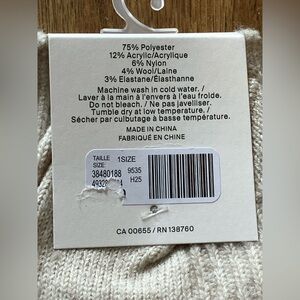 75% Polyester
12% Acrylic/Acrylique
6% Nylon
4% Wool/Laine
3% Elastane/Élasthanne
Machine wash in cold water. /
Laver à la main à l'envers à l'eau froide.
Do not bleach. / Ne pas javelliser.
Tumble dry at low temperature. /
Sécher par culbutage à basse température.
MADE IN CHINA
FABRIQUÉ EN CHINE
TAILLE 1SIZE
SIZE:
38480188 9535
H25
CA 00655 / RN 138760